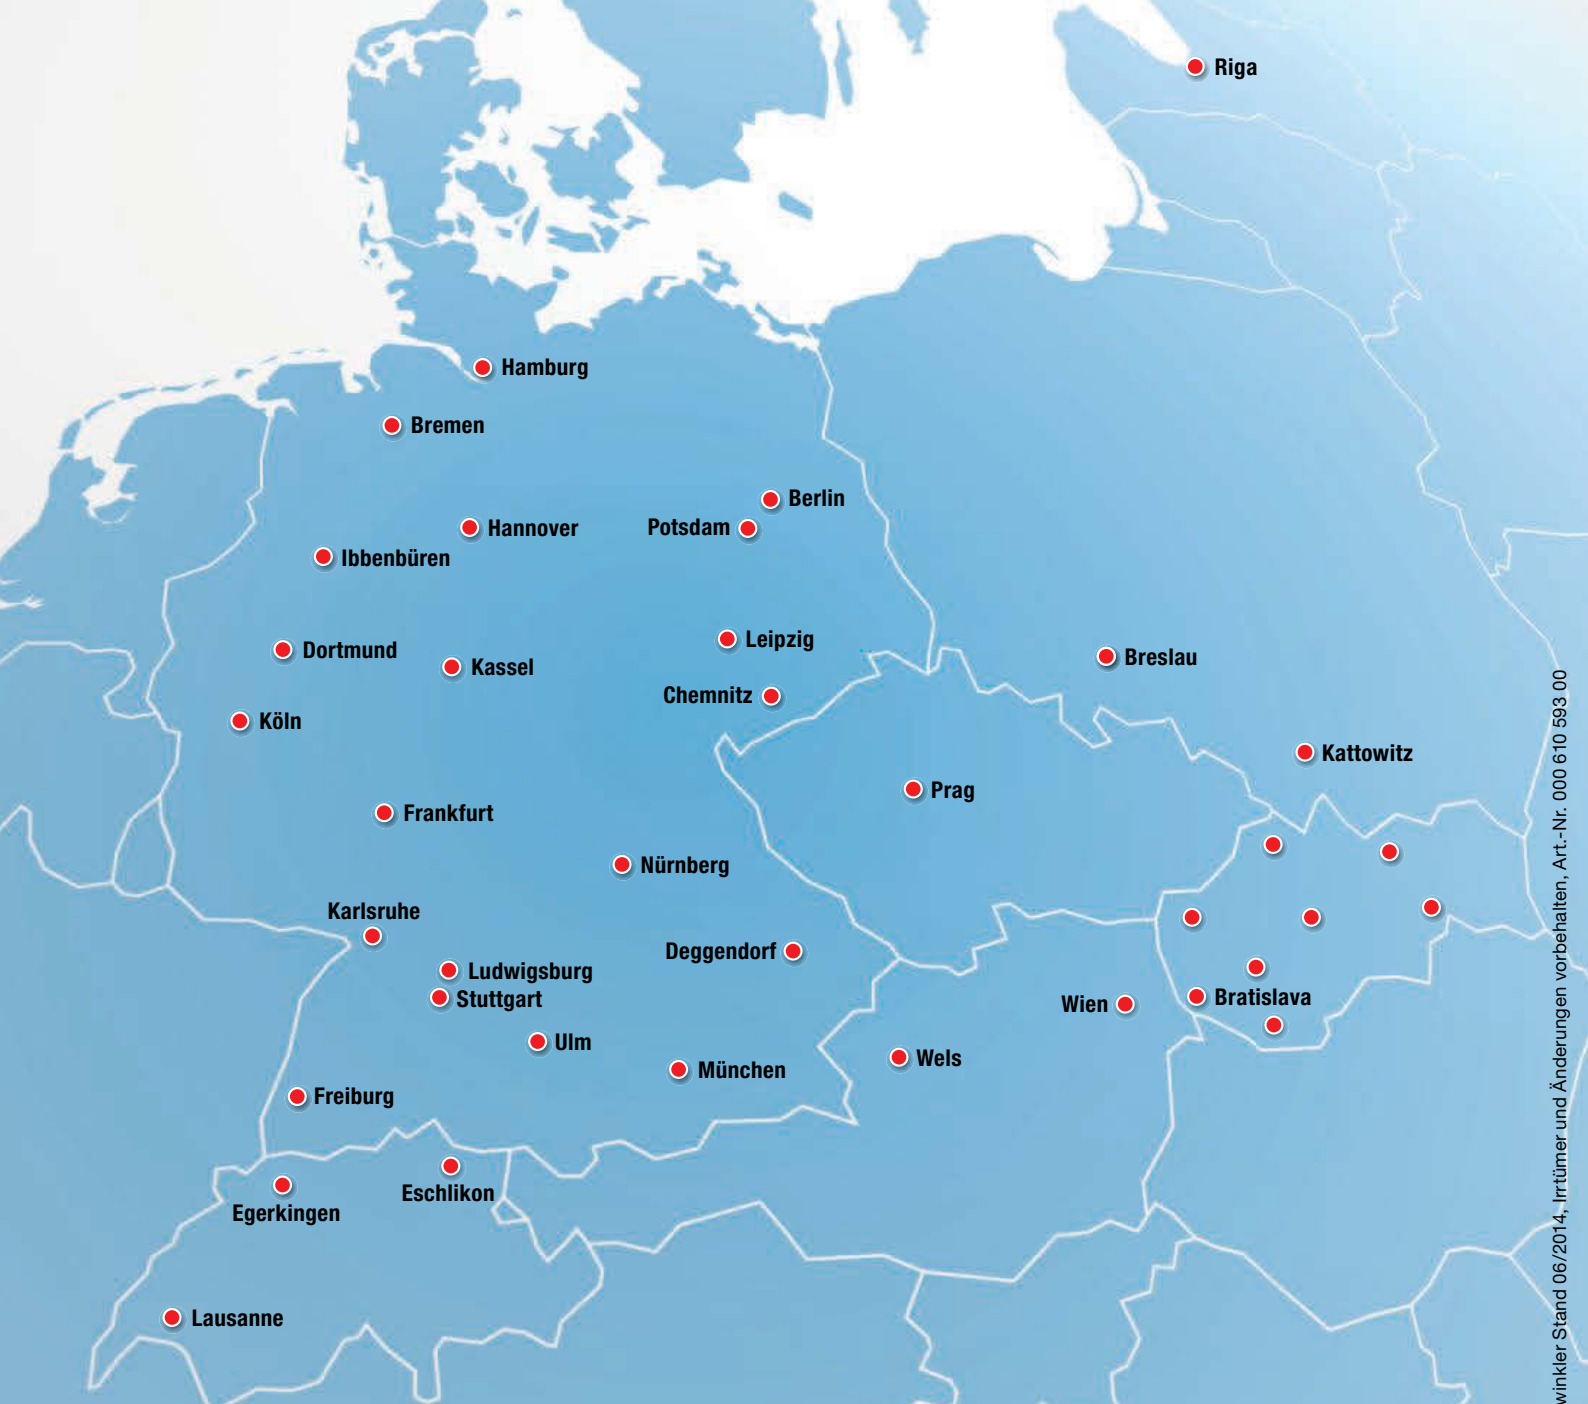 Riga
Hamburg
Bremen
Berlin
Hannover
Potsdam
Ibbenbüren
Leipzig
Dortmund
Kassel
Breslau
Chemnitz
Köln
Kattowitz
Prag
Frankfurt
Nürnberg
Karlsruhe
Deggendorf
Ludwigsburg
Stuttgart
Bratislava
Wien
Ulm
Wels
München
Freiburg
Eschlikon
Egerkingen
Lausanne
winkler Stand 06/2014, Irrtümer und Änderungen vorbehalten, Art.-Nr. 000 610 593 00